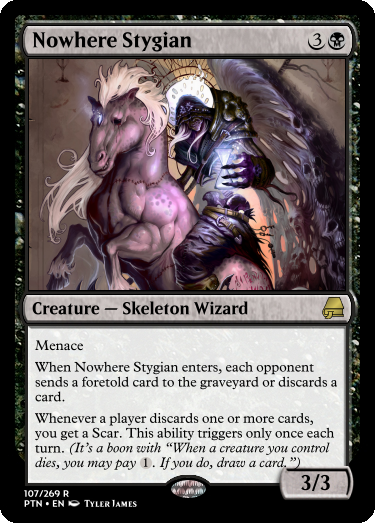 Nowhere Stygian 3
Creature — Skeleton Wizard
Menace
When Nowhere Stygian enters, each opponent
sends a foretold card to the graveyard or discards a
card.
Whenever a player discards one or more cards,
you get a Scar. This ability triggers only once each
turn. (It's a boon with “When a creature you control
dies, you may pay 1. If you do, draw a card.”)
3/3
107/269 R
PTN • EN Tyler James